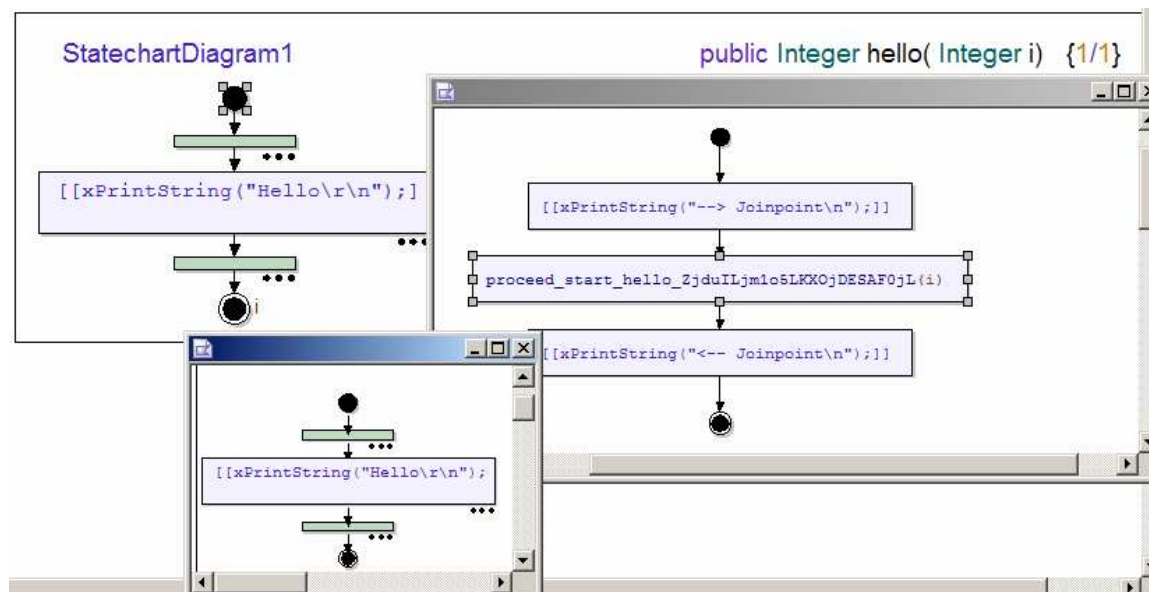 StatechartDiagram1
public Integer hello( Integer i) {1/1}
[[xPrintString("Hello\r\n");]
i
[[xPrintString("--> Joinpoint\n");]]
proceed_start_hello_ZjduILjm1o5LKXOjDESAF0jL(i)
[[xPrintString("<-- Joinpoint\n");]]
[[xPrintString("Hello\r\n");